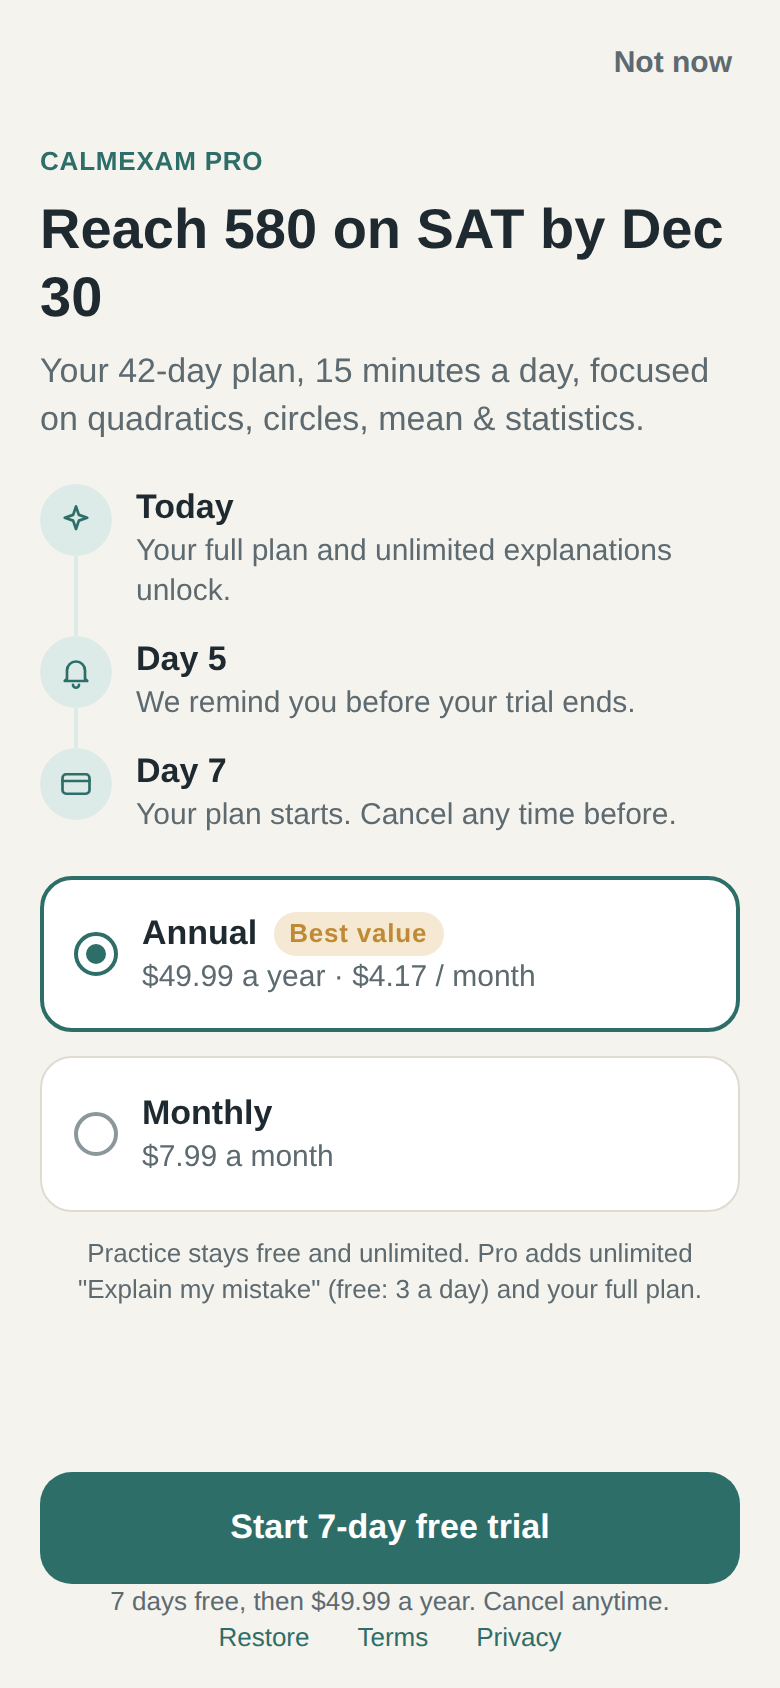 Not now
CALMEXAM PRO
Reach 580 on SAT by Dec
30
Your 42-day plan, 15 minutes a day, focused
on quadratics, circles, mean & statistics.
Today
Your full plan and unlimited explanations
unlock.
Day 5
We remind you before your trial ends.
Day 7
Your plan starts. Cancel any time before.
Annual Best value
$49.99 a year · $4.17 / month
Monthly
$7.99 a month
Practice stays free and unlimited. Pro adds unlimited
"Explain my mistake" (free: 3 a day) and your full plan.
Start 7-day free trial
7 days free, then $49.99 a year. Cancel anytime.
Restore Terms Privacy